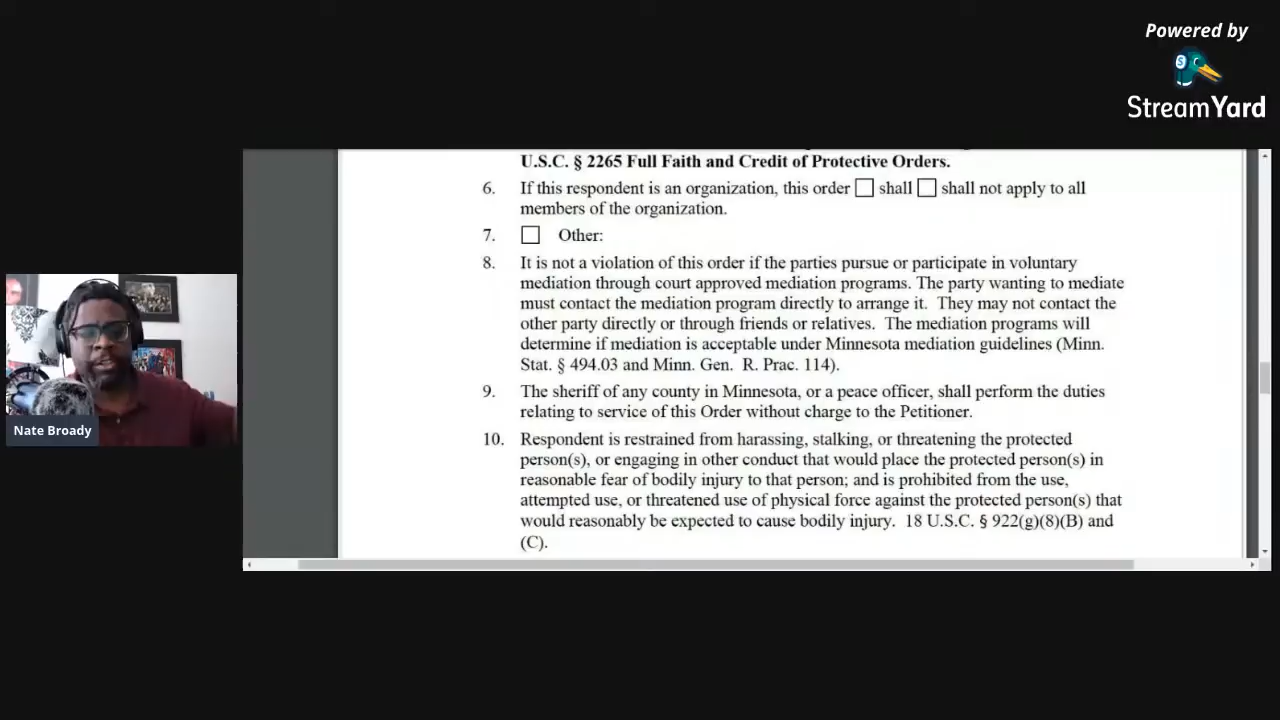 Powered by
StreamYard
U.S.C. § 2265 Full Faith and Credit of Protective Orders.
6. If this respondent is an organization, this order shall shall not apply to all
members of the organization.
7. Other:
8. It is not a violation of this order if the parties pursue or participate in voluntary
mediation through court approved mediation programs. The party wanting to mediate
must contact the mediation program directly to arrange it. They may not contact the
other party directly or through friends or relatives. The mediation programs will
determine if mediation is acceptable under Minnesota mediation guidelines (Minn.
Stat. § 494.03 and Minn. Gen. R. Prac. 114).
9. The sheriff of any county in Minnesota, or a peace officer, shall perform the duties
relating to service of this Order without charge to the Petitioner.
10. Respondent is restrained from harassing, stalking, or threatening the protected
person(s), or engaging in other conduct that would place the protected person(s) in
reasonable fear of bodily injury to that person; and is prohibited from the use,
attempted use, or threatened use of physical force against the protected person(s) that
would reasonably be expected to cause bodily injury. 18 U.S.C. § 922(g)(8)(B) and
(C).
Nate Broady